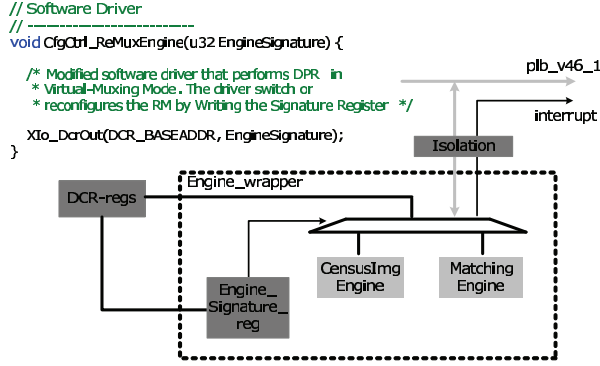 // Software Driver
// ---------------------------
void CfgCtrl_ReMuxEngine(u32 EngineSignature) {
/* Modified software driver that performs DPR in
* Virtual-Muxing Mode. The driver switch or
* reconfigures the RM by Writing the Signature Register */
XIo_DcrOut(DCR_BASEADDR, EngineSignature);
}
plb_v46_1
interrupt
Isolation
Engine_wrapper
DCR-regs
CensusImg
Engine
Matching
Engine
Engine_
Signature_
reg